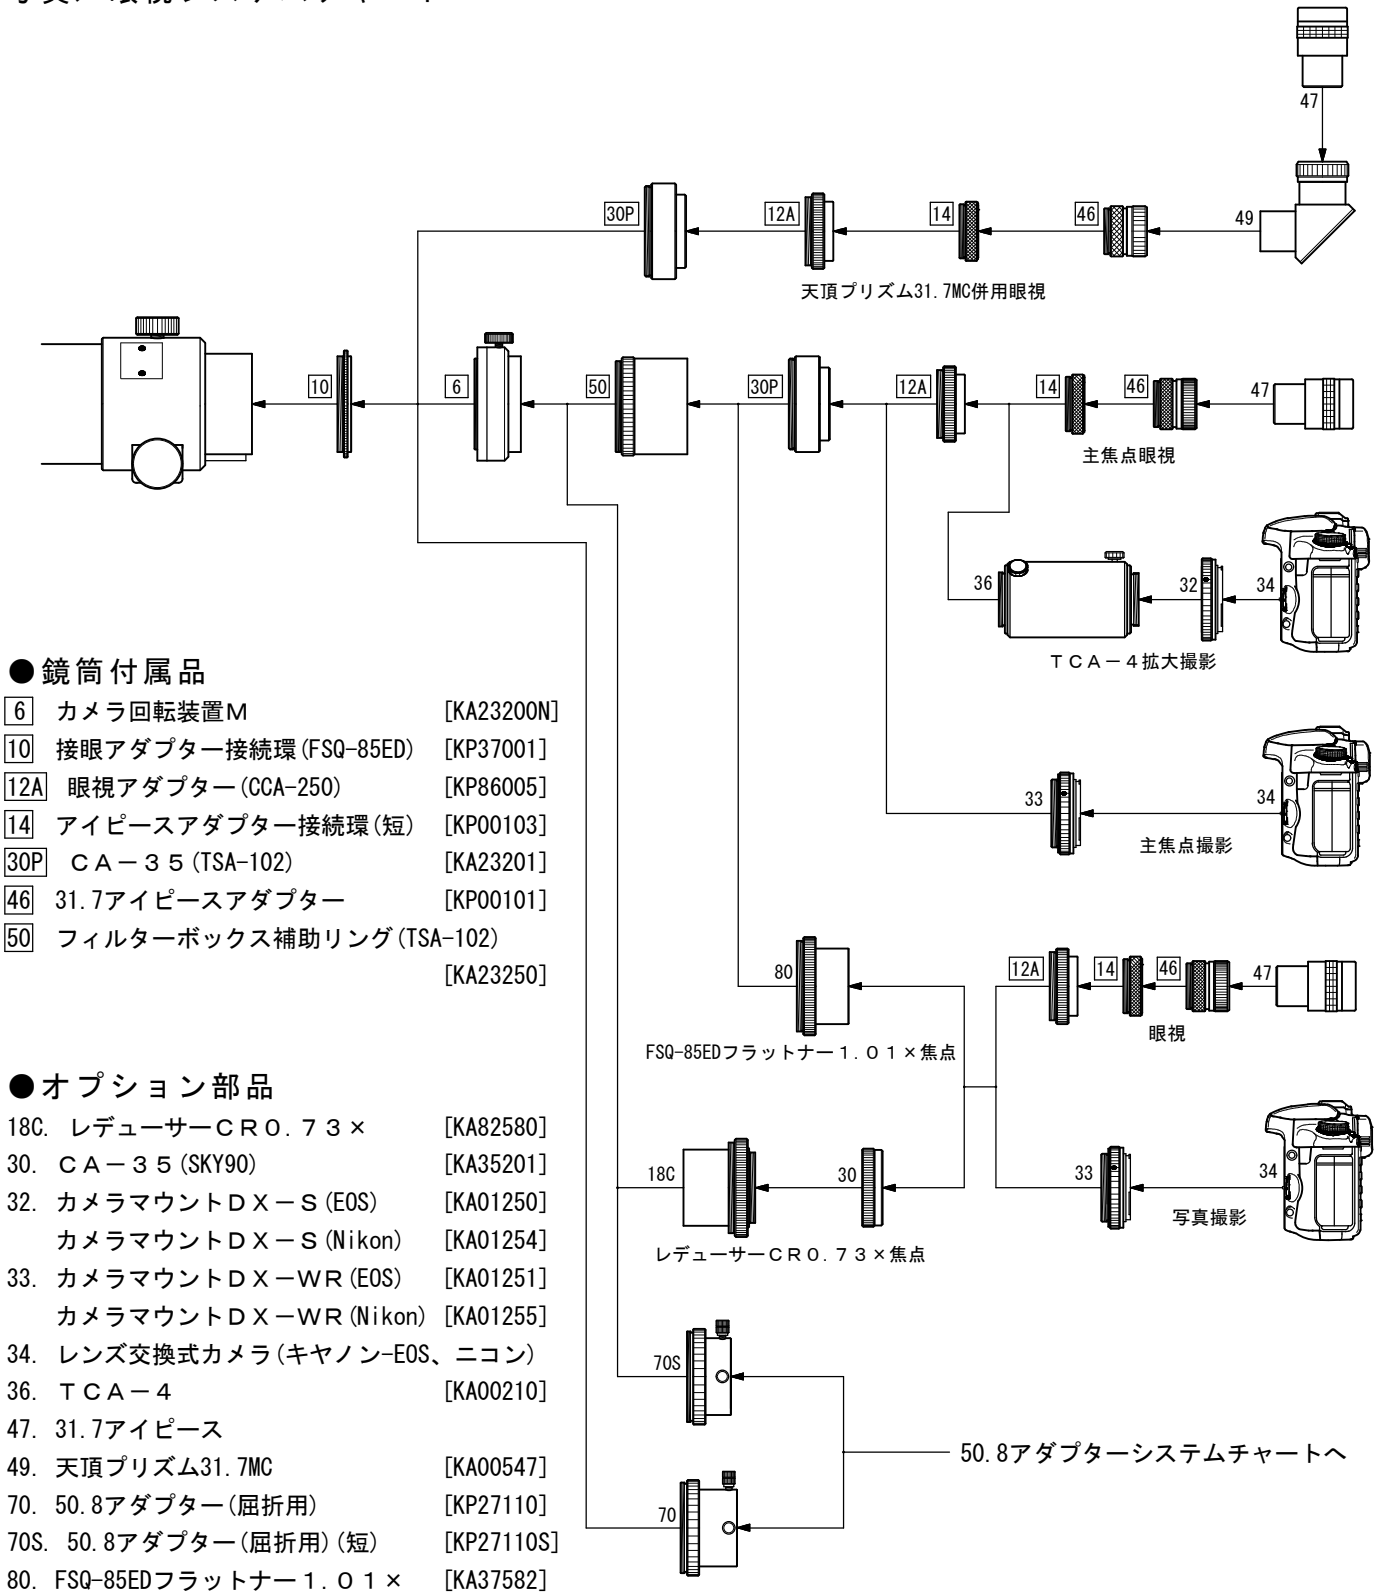 47
30P 12A 14 46 49
天頂プリズム31.7MC併用眼視
10 6 50 30P 12A 14 46 47
主焦点眼視
36 32 34
TCA-4拡大撮影
33 34
主焦点撮影
80 12A 14 46 47
眼視
FSQ-85EDフラットナー1.01×焦点
18C 30 33 34
写真撮影
レデューサーCR0.73×焦点
70S
50.8アダプターシステムチャートへ
70
●鏡筒付属品
6 カメラ回転装置M [KA23200N]
10 接眼アダプター接続環(FSQ-85ED) [KP37001]
12A 眼視アダプター(CCA-250) [KP86005]
14 アイピースアダプター接続環(短) [KP00103]
30P CA-35(TSA-102) [KA23201]
46 31.7アイピースアダプター [KP00101]
50 フィルターボックス補助リング(TSA-102)
[KA23250]
●オプション部品
18C. レデューサーCR0.73× [KA82580]
30. CA-35(SKY90) [KA35201]
32. カメラマウントDX-S(EOS) [KA01250]
カメラマウントDX-S(Nikon) [KA01254]
33. カメラマウントDX-WR(EOS) [KA01251]
カメラマウントDX-WR(Nikon) [KA01255]
34. レンズ交換式カメラ(キヤノン-EOS、ニコン)
36. TCA-4 [KA00210]
47. 31.7アイピース
49. 天頂プリズム31.7MC [KA00547]
70. 50.8アダプター(屈折用) [KP27110]
70S. 50.8アダプター(屈折用)(短) [KP27110S]
80. FSQ-85EDフラットナー1.01× [KA37582]